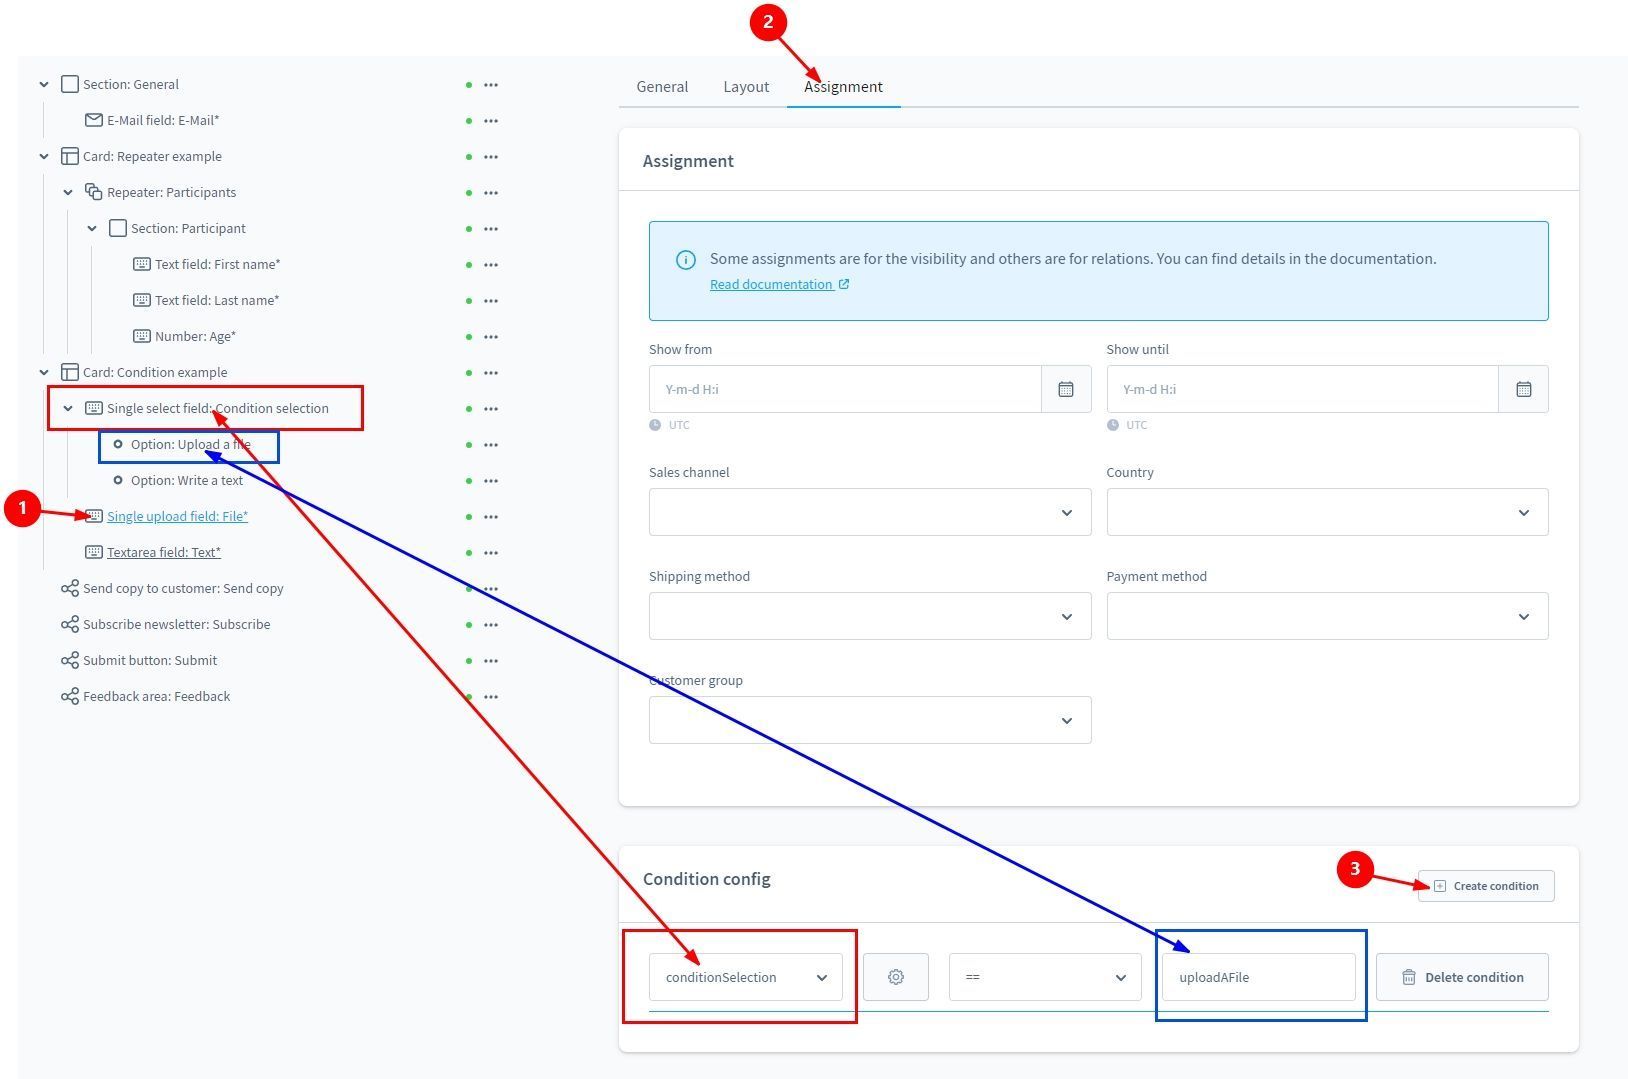 2
Section: General
E-Mail field: E-Mail*
Card: Repeater example
Repeater: Participants
Section: Participant
Text field: First name*
Text field: Last name*
Number: Age*
Card: Condition example
Single select field: Condition selection
Option: Upload a file
Option: Write a text
1
Single upload field: File*
Textarea field: Text*
Send copy to customer: Send copy
Subscribe newsletter: Subscribe
Submit button: Submit
Feedback area: Feedback
General Layout Assignment
Assignment
Some assignments are for the visibility and others are for relations. You can find details in the documentation.
Read documentation
Show from Show until
Y-m-d H:i Y-m-d H:i
UTC UTC
Sales channel Country
Shipping method Payment method
Customer group
3
Condition config Create condition
conditionSelection == uploadAFile Delete condition